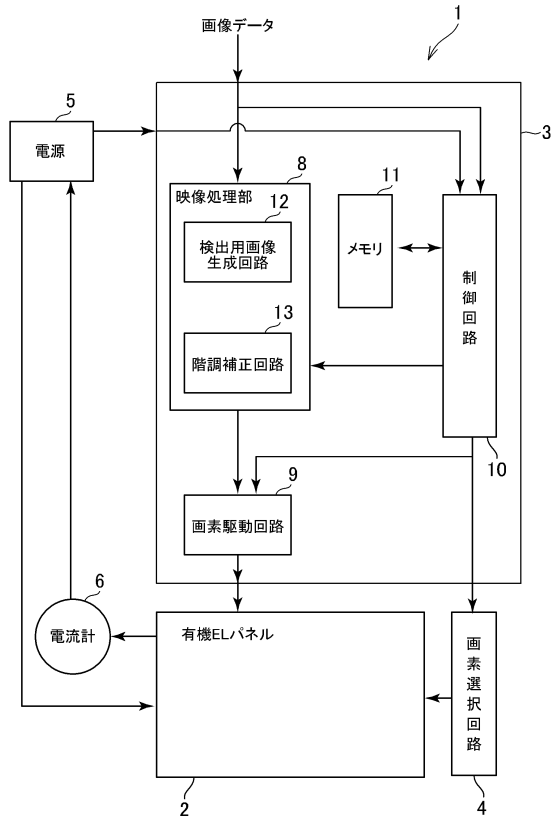 画像データ
1
5
電源
3
8
映像処理部
12
検出用画像
生成回路
11
メモリ
制御回路
13
階調補正回路
10
9
画素駆動回路
6
電流計
有機ELパネル
画素選択回路
2
4